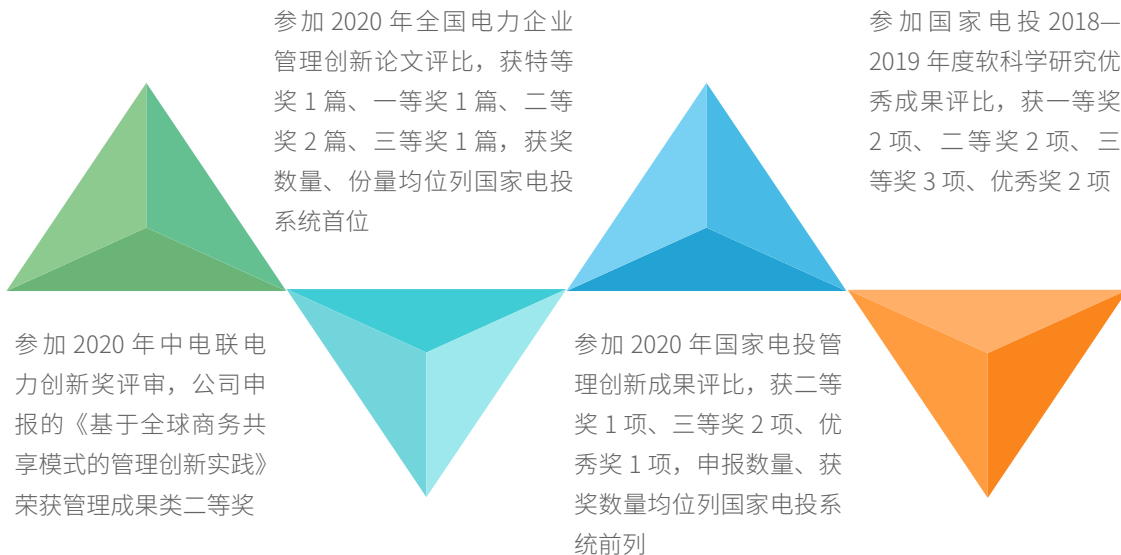 参加 2020 年全国电力企业
管理创新论文评比，获特等
奖 1 篇、一等奖 1 篇、二等
奖 2 篇、三等奖 1 篇，获奖
数量、份量均位列国家电投
系统首位
参加国家电投 2018—
2019 年度软科学研究优
秀成果评比，获一等奖
2 项、二等奖 2 项、三
等奖 3 项、优秀奖 2 项
参加 2020 年中电联电
力创新奖评审，公司申
报的《基于全球商务共
享模式的管理创新实践》
荣获管理成果类二等奖
参加 2020 年国家电投管
理创新成果评比，获二等
奖 1 项、三等奖 2 项、优
秀奖 1 项，申报数量、获
奖数量均位列国家电投系
统前列